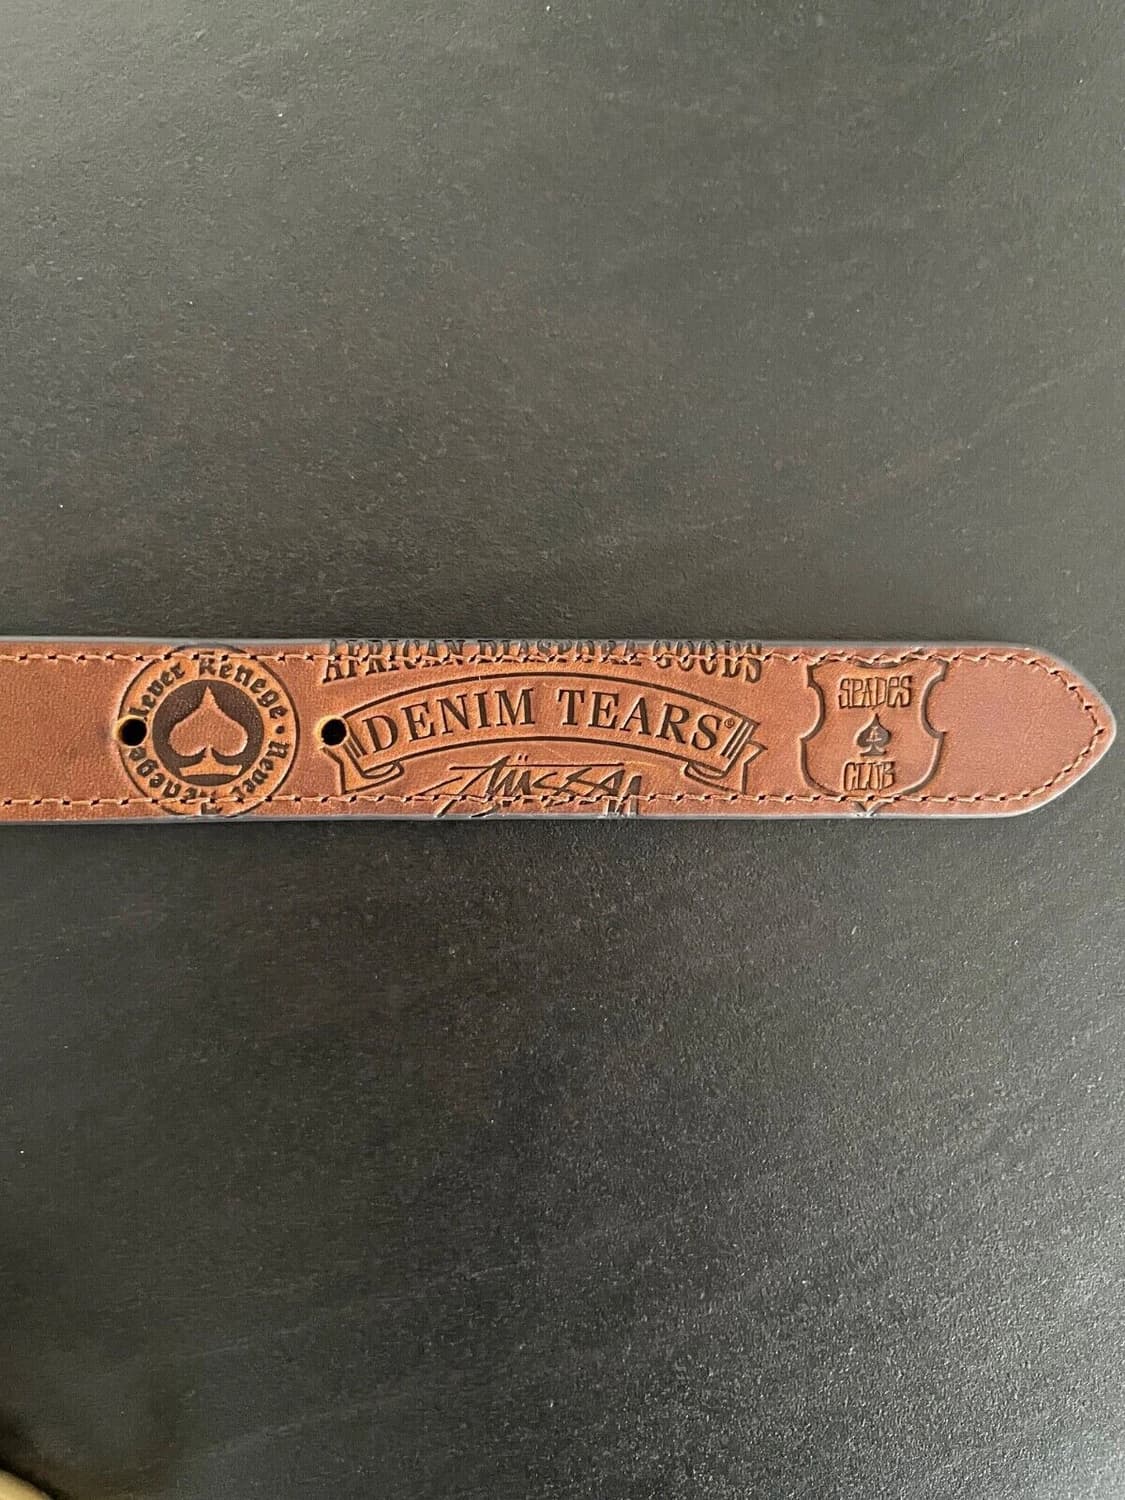 Never Renege • Never Renege
AFRICAN DIASPORA GOODS
DENIM TEARS®
STÜSSY
SPADES
CLUB